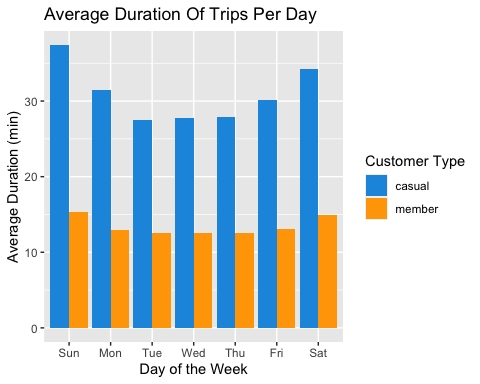 Average Duration Of Trips Per Day
Average Duration (min)
30
20
10
0
Sun Mon Tue Wed Thu Fri Sat
Day of the Week
Customer Type
casual
member